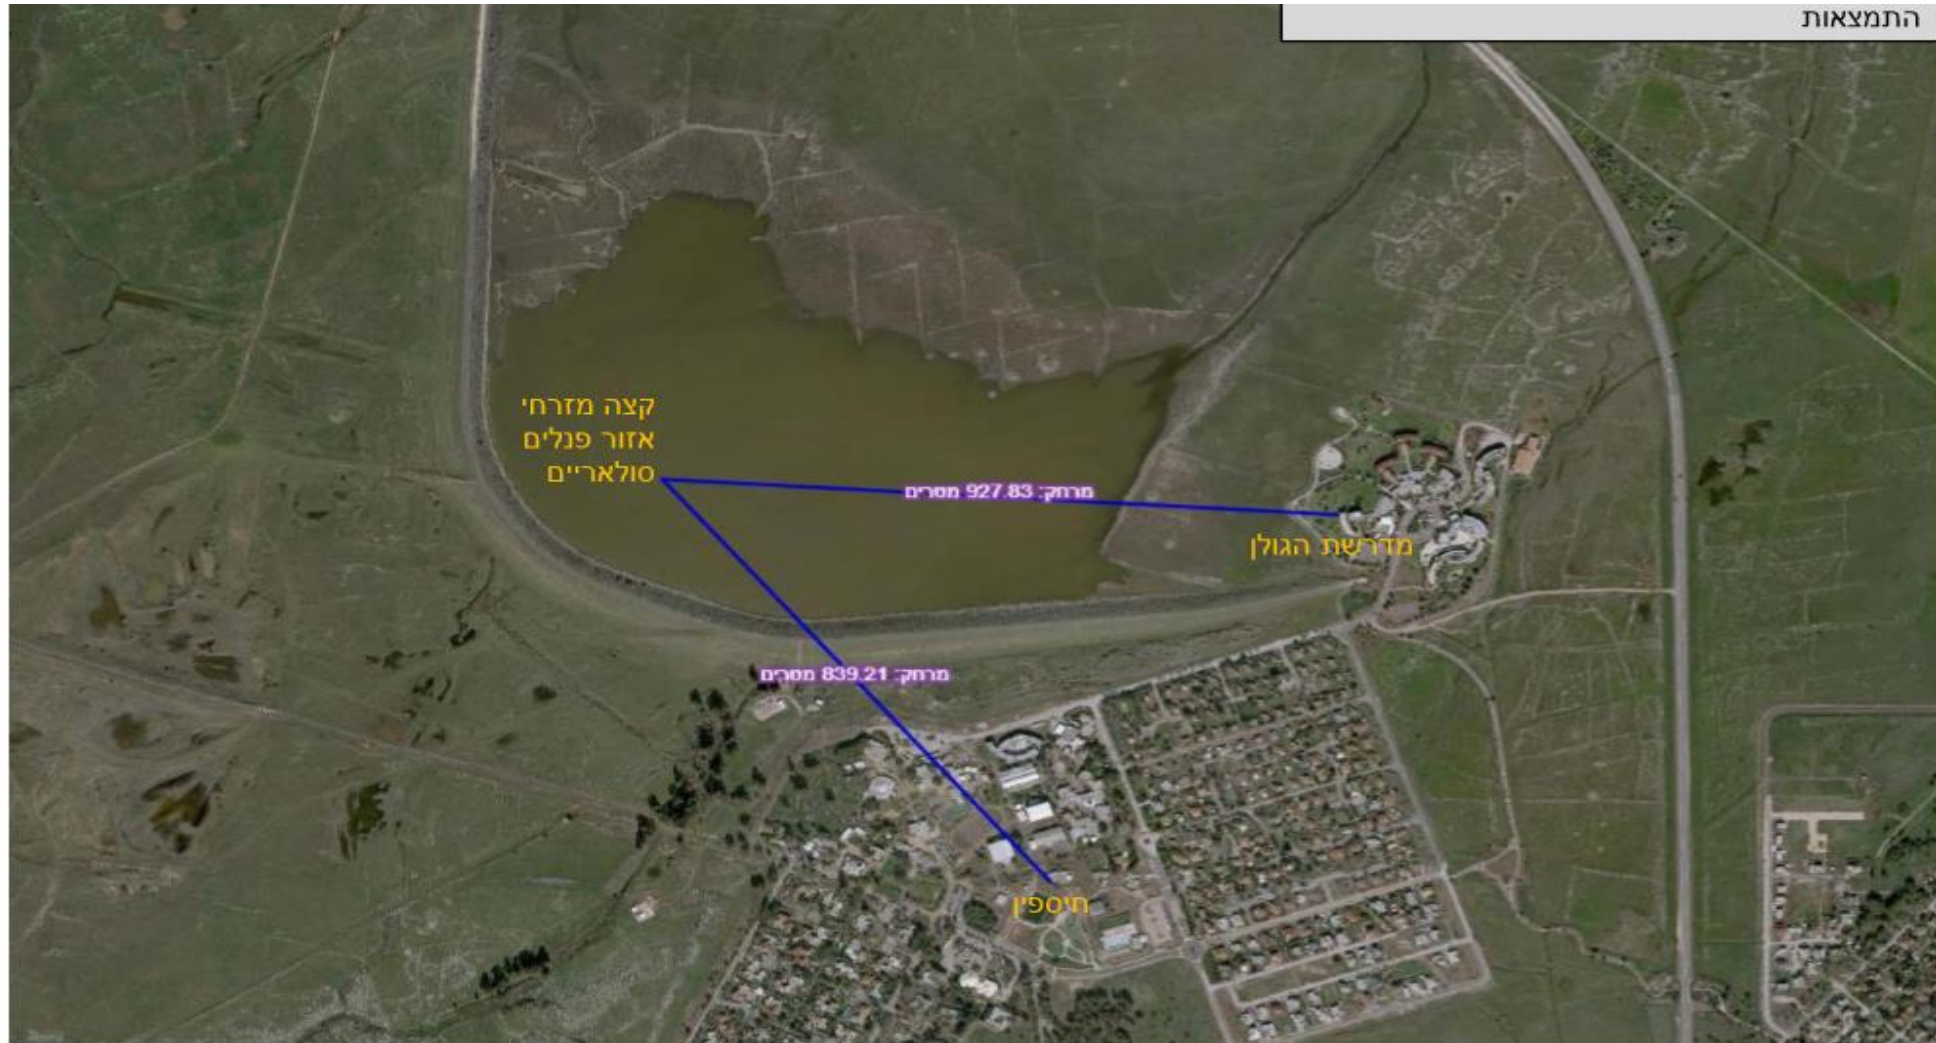 התמצאות
קצה מזרחי
אזור פנלים
סולאריים
מרחק: 927.83 מטרים
מדרשת הגולן
מרחק: 839.21 מטרים
חיספין